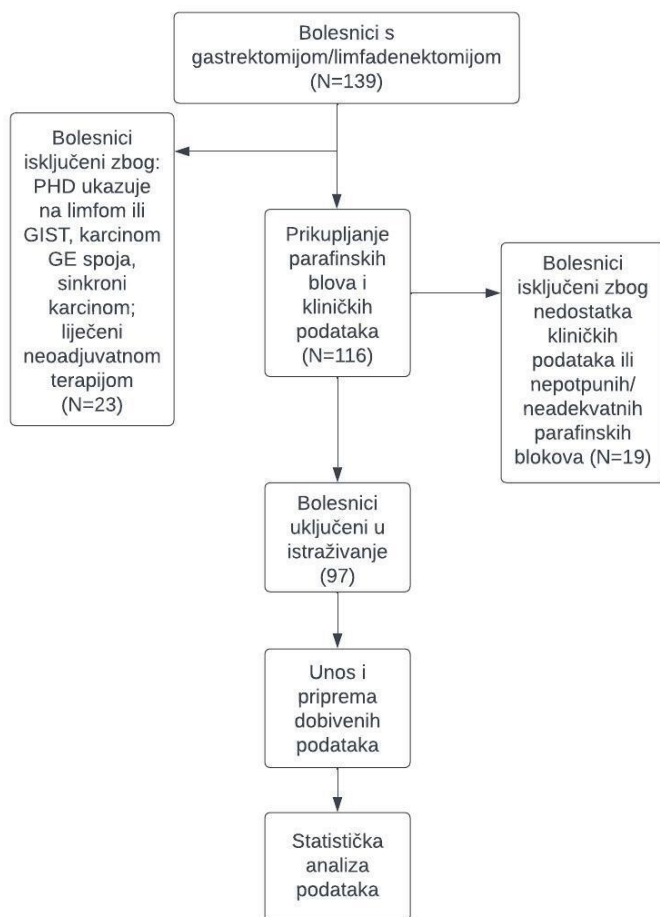 Bolesnici s
gastrektomijom/limfadenektomijom
(N=139)
Bolesnici
isključeni zbog:
PHD ukazuje
na limfom ili
GIST, karcinom
GE spoja,
sinkroni
karcinom;
liječeni
neoadjuvatnom
terapijom
(N=23)
Prikupljanje
parafinskih
blova i
kliničkih
podataka
(N=116)
Bolesnici
isključeni zbog
nedostatka
kliničkih
podataka ili
nepotpunih/
neadekvatnih
parafinskih
blokova (N=19)
Bolesnici
uključeni u
istraživanje
(97)
Unos i
priprema
dobivenih
podataka
Statistička
analiza
podataka